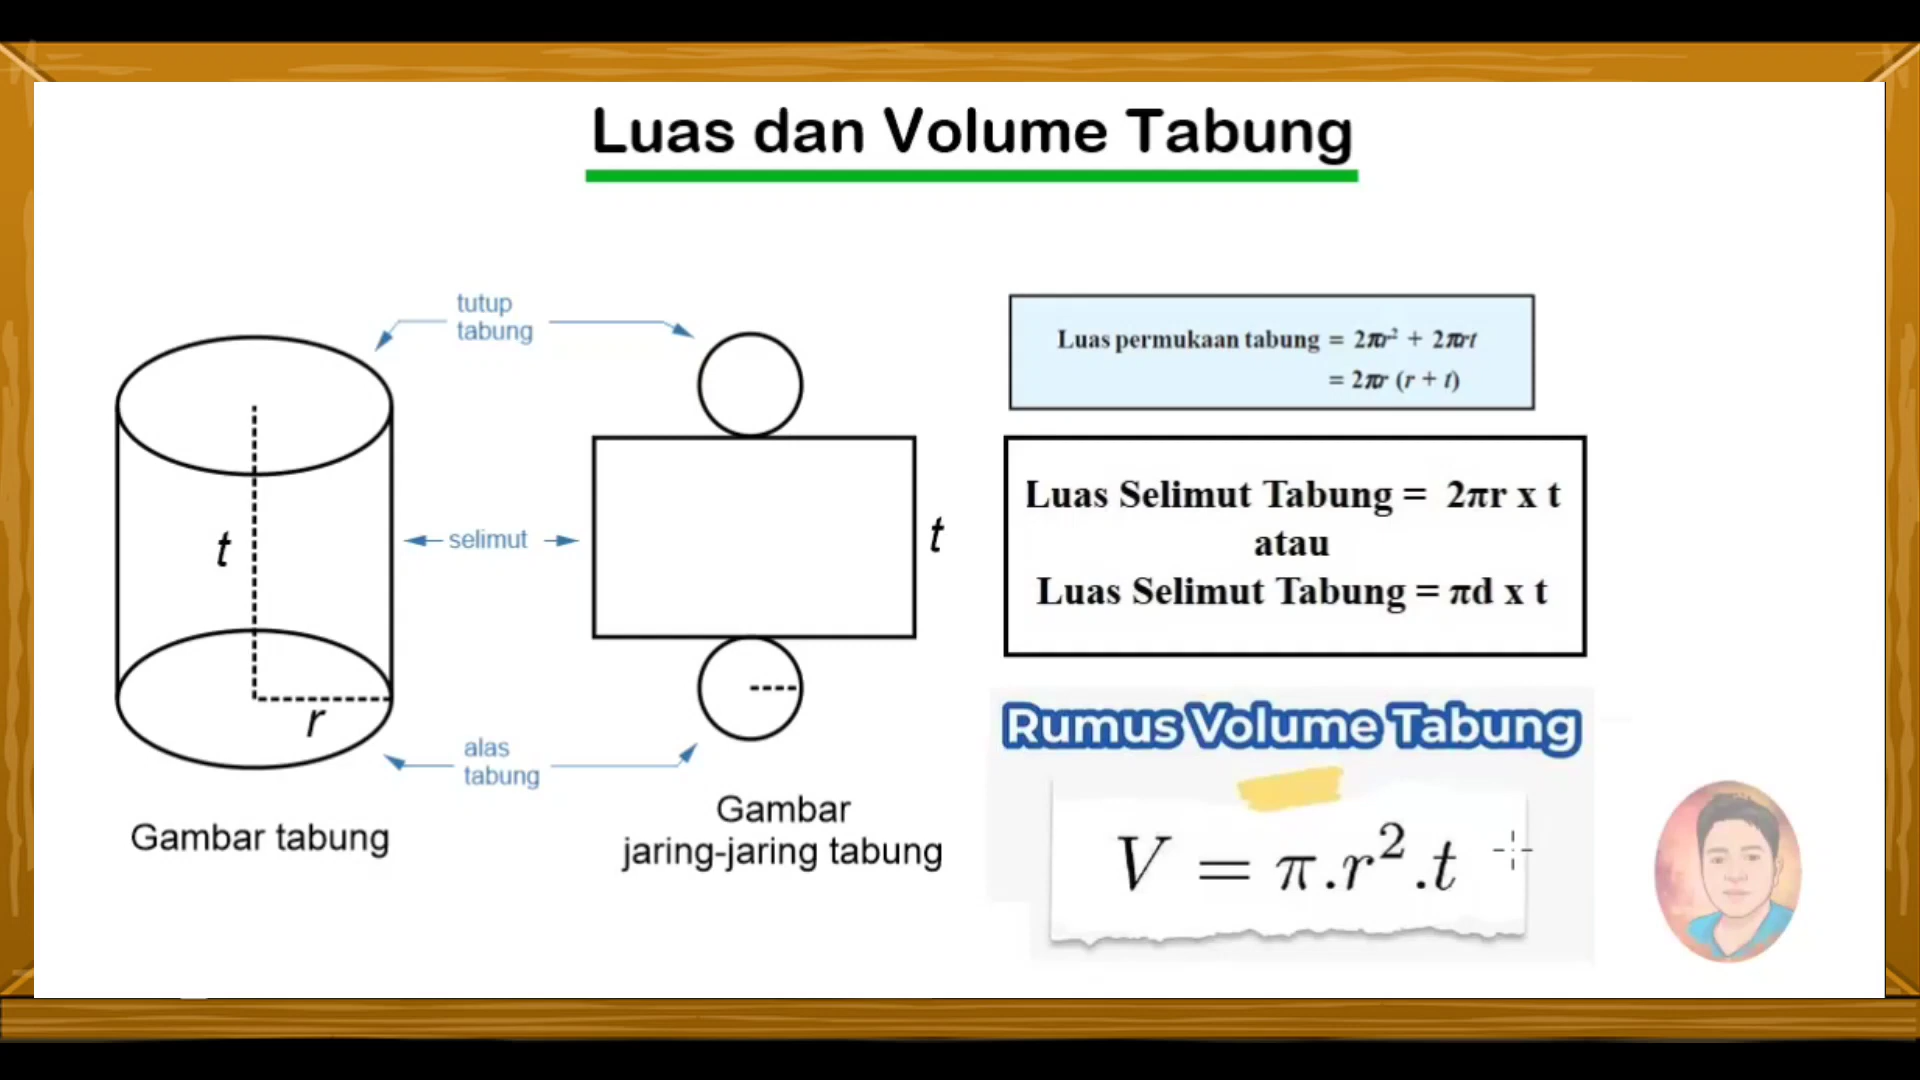 Luas dan Volume Tabung
tutup
tabung
t
selimut
t
r
alas
tabung
Gambar tabung
Gambar
jaring-jaring tabung
Luas permukaan tabung = 2πr² + 2πrt
= 2πr (r + t)
Luas Selimut Tabung = 2πr x t
atau
Luas Selimut Tabung = πd x t
Rumus Volume Tabung
V = π.r².t